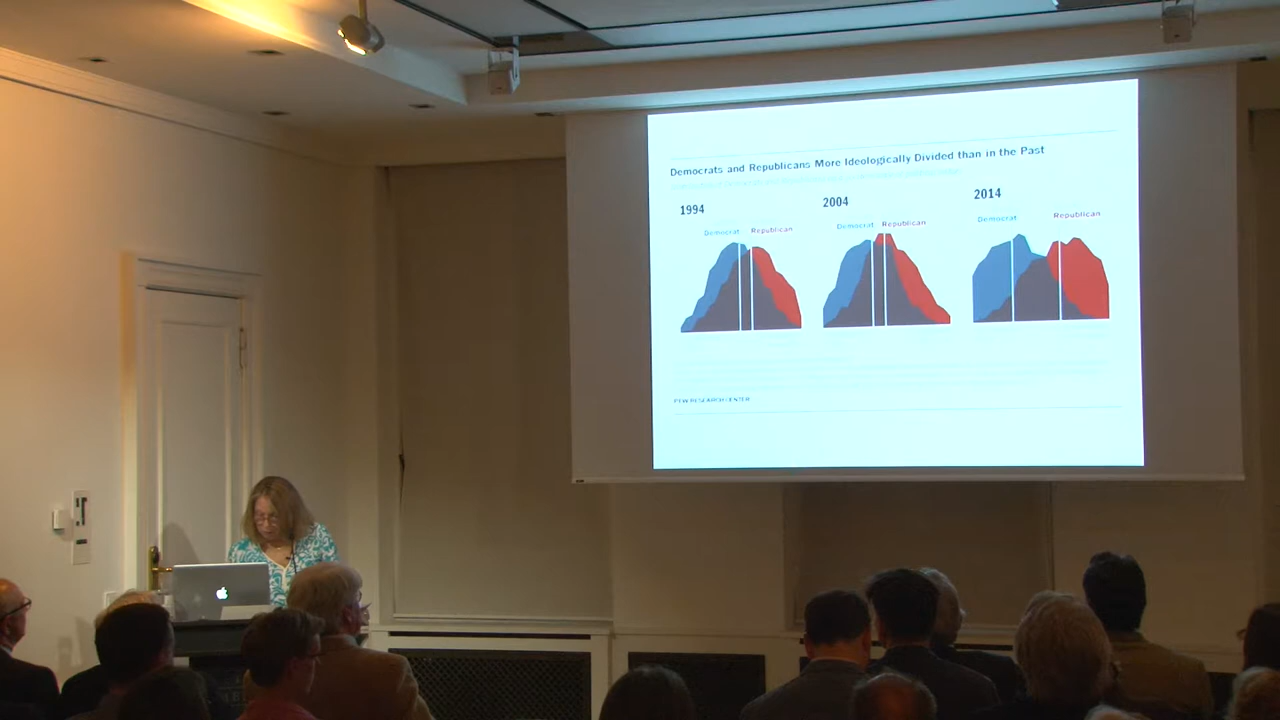 Democrats and Republicans More Ideologically Divided than in the Past
1994
2004
2014
Democrat
Republican
Democrat
Republican
Democrat
Republican
PEW RESEARCH CENTER